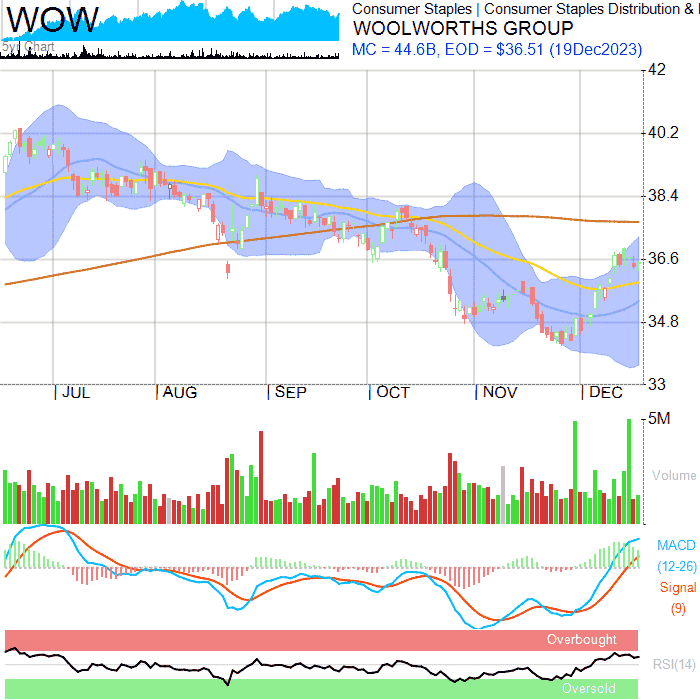 WOW
5yr Chart
Consumer Staples | Consumer Staples Distribution &
WOOLWORTHS GROUP
MC = 44.6B, EOD = $36.51 (19Dec2023)
42
40.2
38.4
36.6
34.8
33
| JUL | AUG | SEP | OCT | NOV | DEC
5M
Volume
MACD
(12-26)
Signal
(9)
Overbought
RSI(14)
Oversold